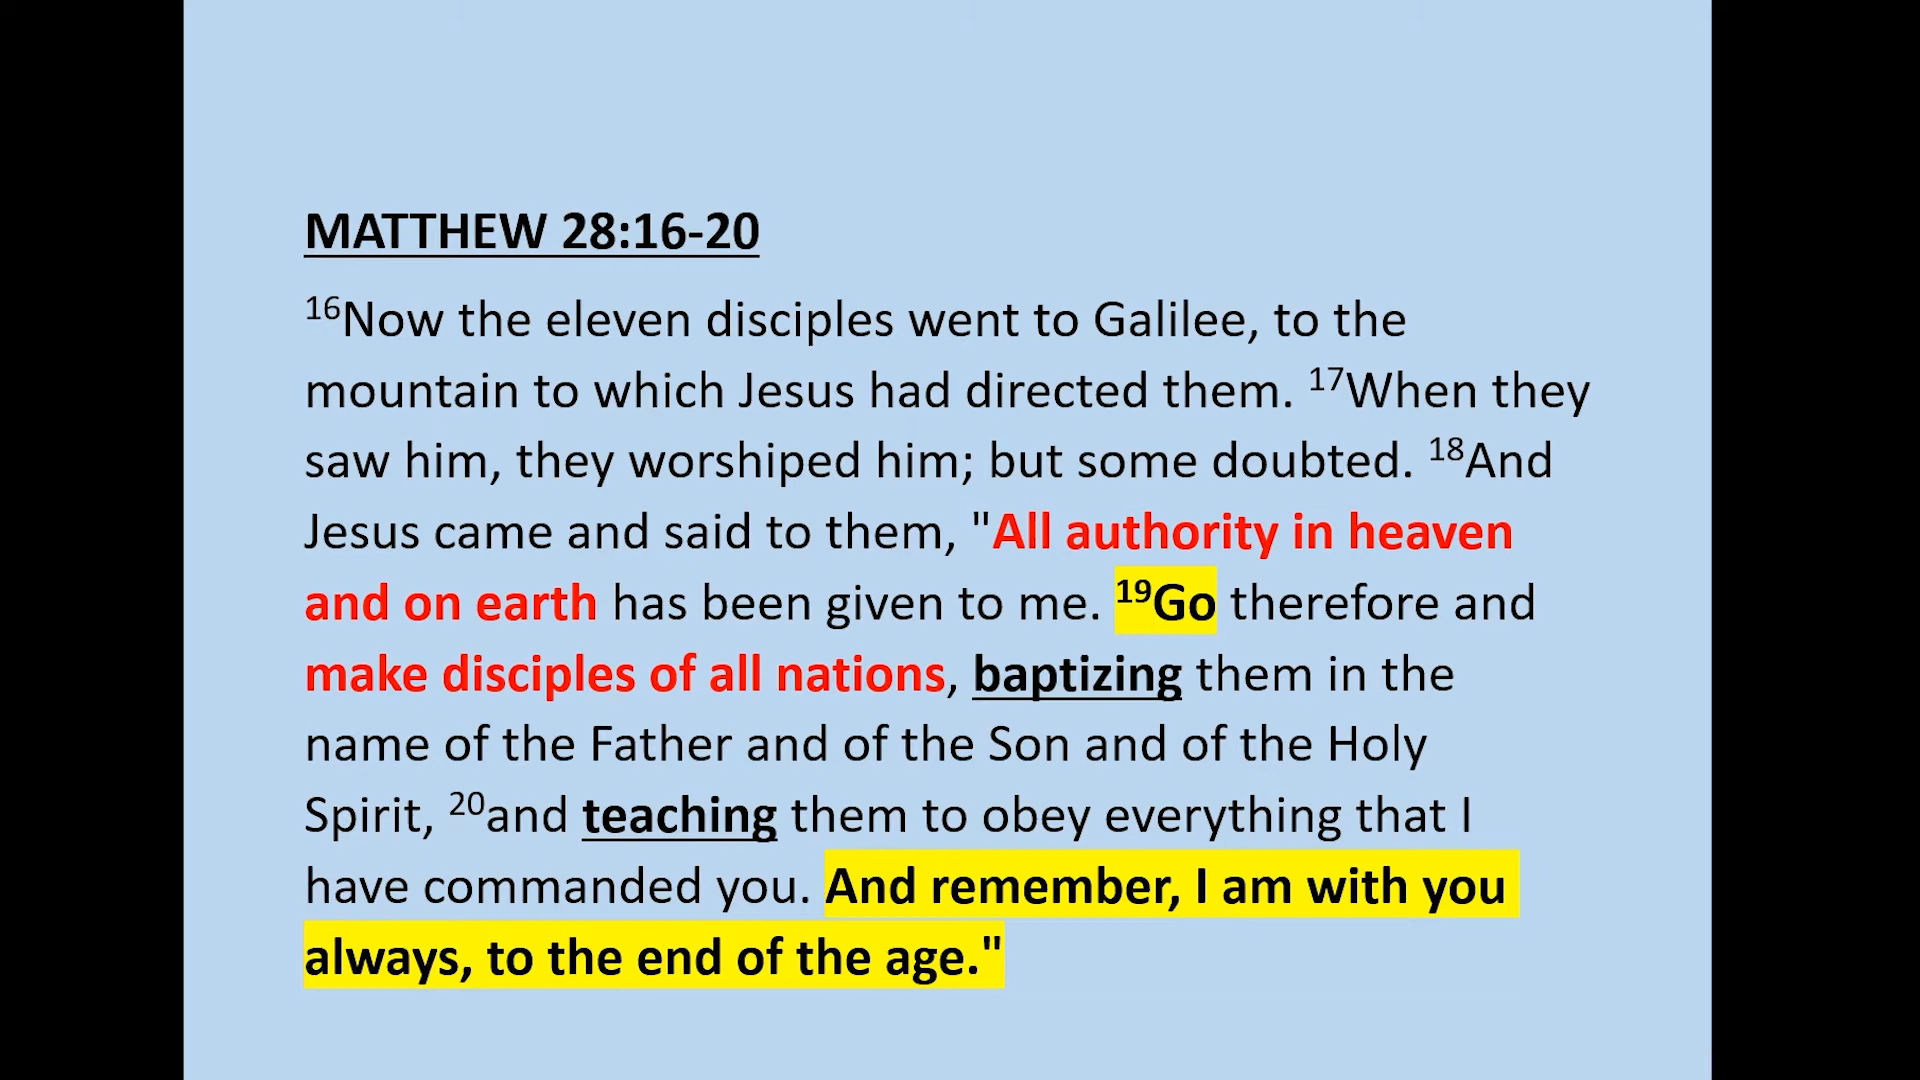 MATTHEW 28:16-20
16Now the eleven disciples went to Galilee, to the
mountain to which Jesus had directed them. 17When they
saw him, they worshiped him; but some doubted. 18And
Jesus came and said to them, "All authority in heaven
and on earth has been given to me. 19Go therefore and
make disciples of all nations, baptizing them in the
name of the Father and of the Son and of the Holy
Spirit, 20and teaching them to obey everything that I
have commanded you. And remember, I am with you
always, to the end of the age."